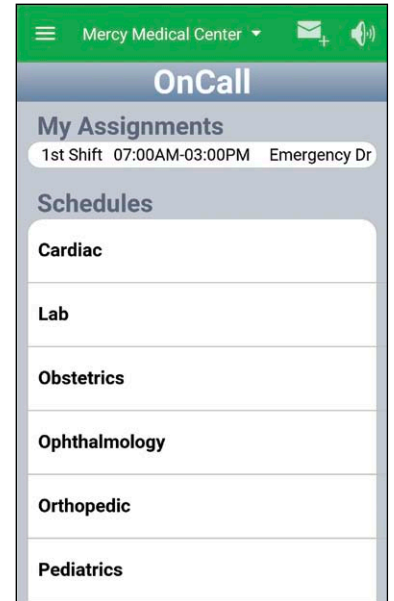 Mercy Medical Center
OnCall
My Assignments
1st Shift 07:00AM-03:00PM Emergency Dr
Schedules
Cardiac
Lab
Obstetrics
Ophthalmology
Orthopedic
Pediatrics